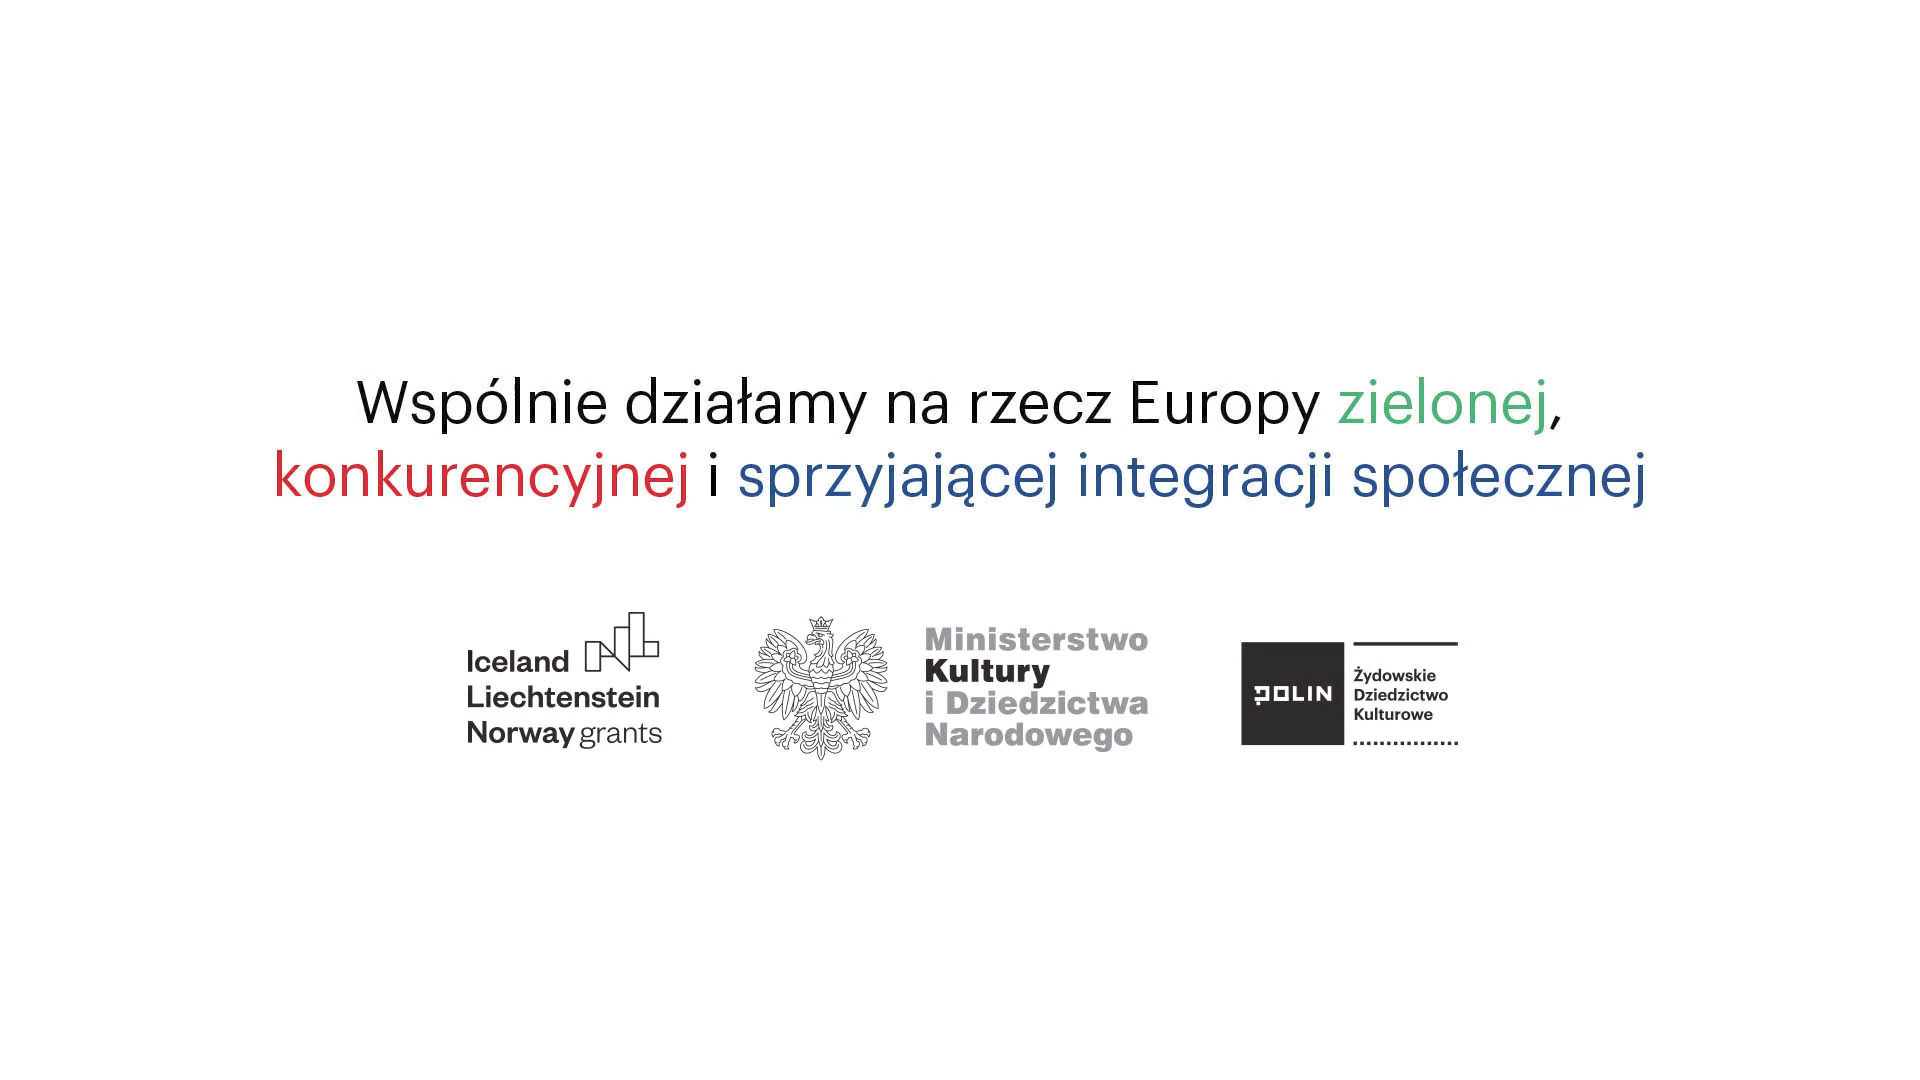 Wspólnie działamy na rzecz Europy zielonej,
konkurencyjnej i sprzyjającej integracji społecznej
Iceland
Liechtenstein
Norway grants
Ministerstwo
Kultury
i Dziedzictwa
Narodowego
POLIN
Żydowskie
Dziedzictwo
Kulturowe